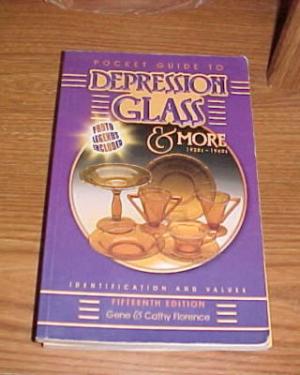 POCKET GUIDE TO
DEPRESSION
GLASS
& MORE
1920s-1960s
PHOTO
LEGENDS
INCLUDED
IDENTIFICATION AND VALUES
FIFTEENTH EDITION
Gene & Cathy Florence